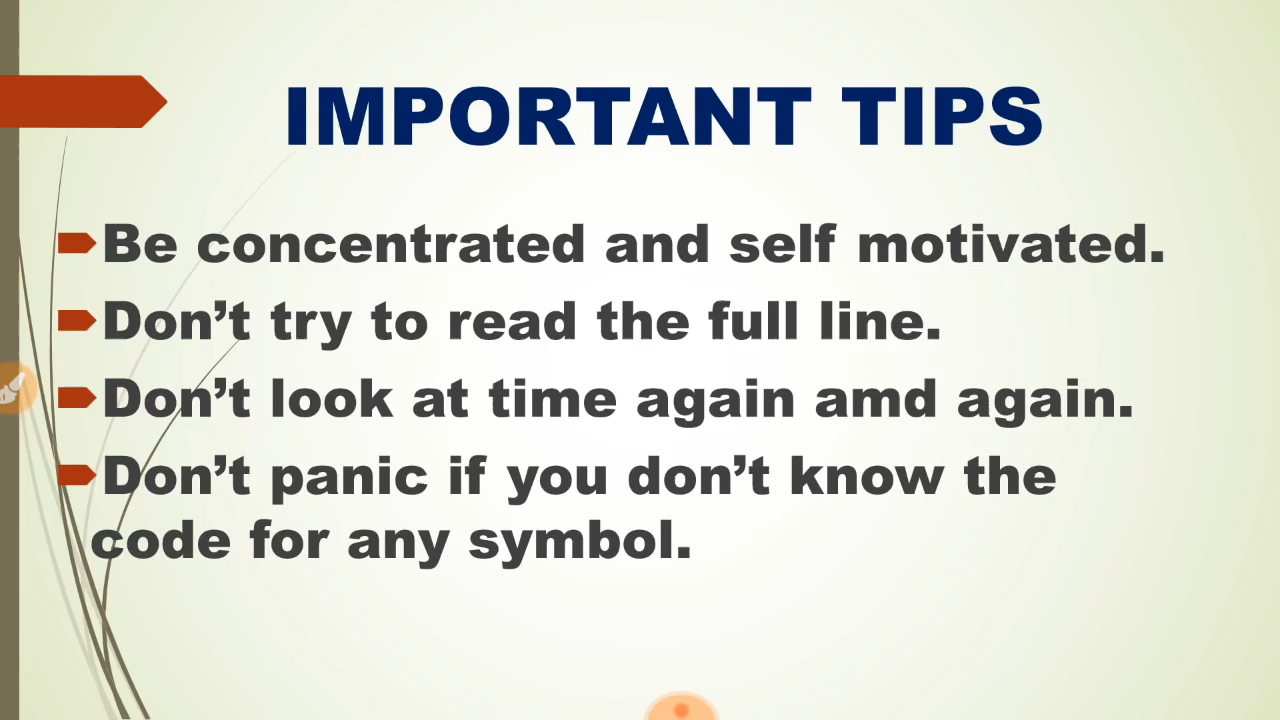 IMPORTANT TIPS
Be concentrated and self motivated.
Don’t try to read the full line.
Don’t look at time again amd again.
Don’t panic if you don’t know the
code for any symbol.